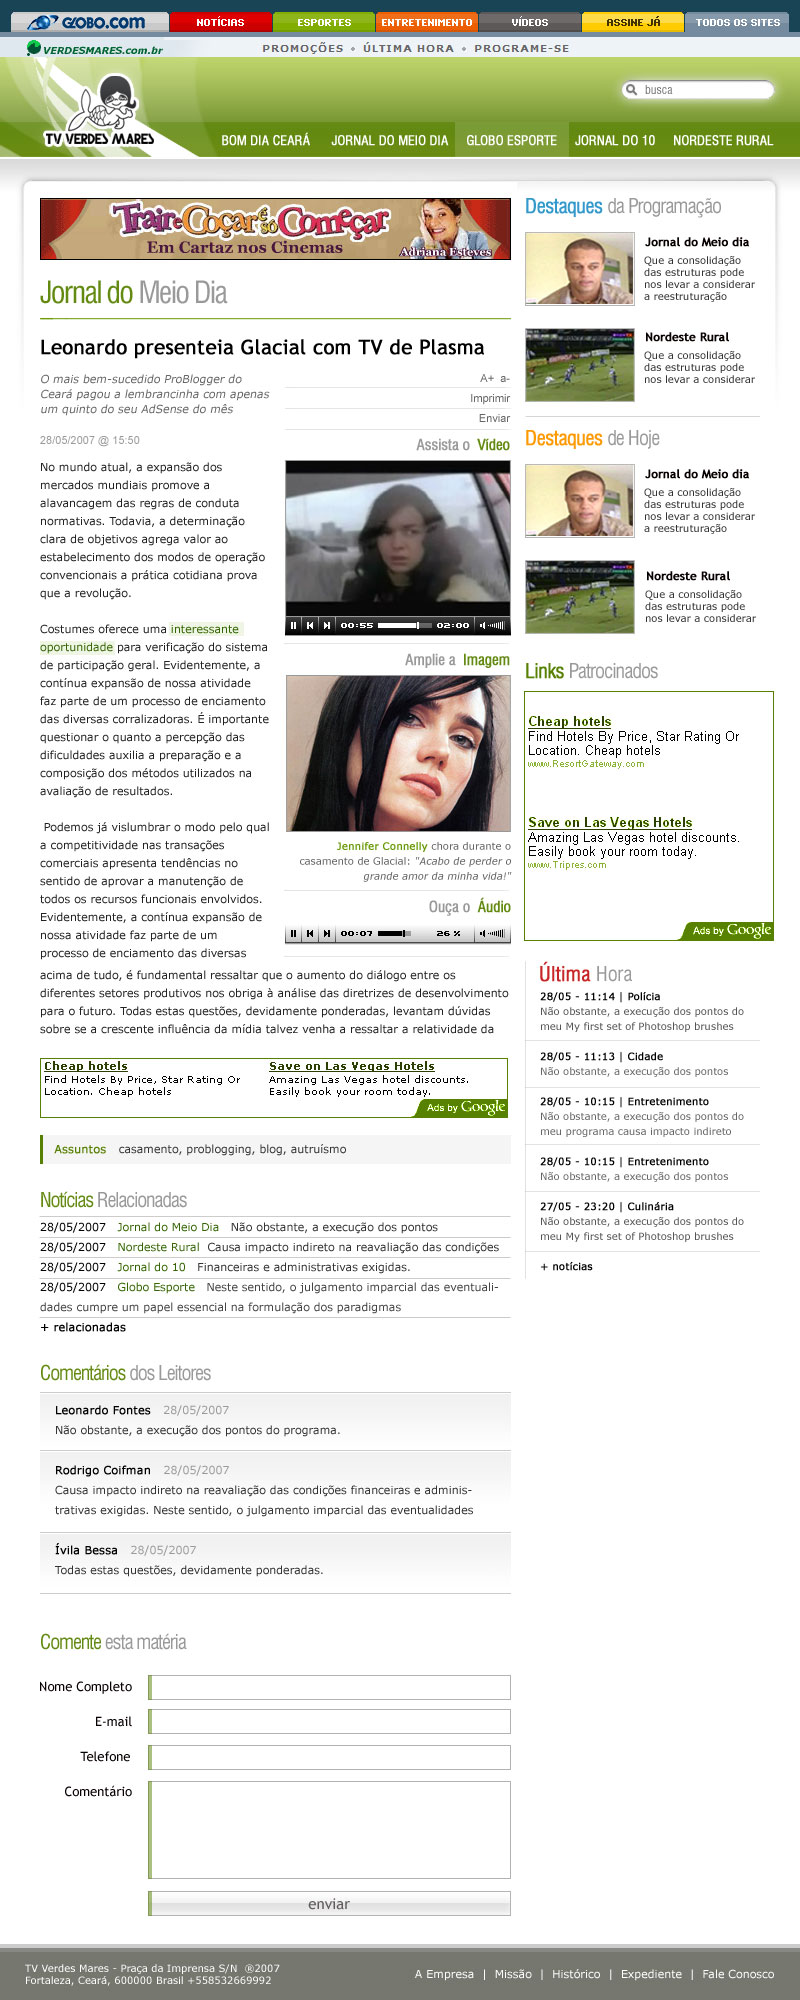 GLOBO.COM
NOTÍCIAS
ESPORTES
ENTRETENIMENTO
VÍDEOS
ASSINE JÁ
TODOS OS SITES
VERDESMARES.com.br
PROMOÇÕES • ÚLTIMA HORA • PROGRAME-SE
TV VERDES MARES
busca
BOM DIA CEARÁ
JORNAL DO MEIO DIA
GLOBO ESPORTE
JORNAL DO 10
NORDESTE RURAL
Trair e Coçar é só Começar
Em Cartaz nos Cinemas
Adriana Esteves
Jornal do Meio Dia
Leonardo presenteia Glacial com TV de Plasma
O mais bem-sucedido ProBlogger do
Ceará pagou a lembrancinha com apenas
um quinto do seu AdSense do mês
28/05/2007 @ 15:50
No mundo atual, a expansão dos
mercados mundiais promove a
alavancagem das regras de conduta
normativas. Todavia, a determinação
clara de objetivos agrega valor ao
estabelecimento dos modos de operação
convencionais a prática cotidiana prova
que a revolução.
Costumes oferece uma interessante
oportunidade para verificação do sistema
de participação geral. Evidentemente, a
contínua expansão de nossa atividade
faz parte de um processo de enciamento
das diversas corralizadoras. É importante
questionar o quanto a percepção das
dificuldades auxilia a preparação e a
composição dos métodos utilizados na
avaliação de resultados.
Podemos já vislumbrar o modo pelo qual
a competitividade nas transações
comerciais apresenta tendências no
sentido de aprovar a manutenção de
todos os recursos funcionais envolvidos.
Evidentemente, a contínua expansão de
nossa atividade faz parte de um
processo de enciamento das diversas
acima de tudo, é fundamental ressaltar que o aumento do diálogo entre os
diferentes setores produtivos nos obriga à análise das diretrizes de desenvolvimento
para o futuro. Todas estas questões, devidamente ponderadas, levantam dúvidas
sobre se a crescente influência da mídia talvez venha a ressaltar a relatividade da
A+ a-
Imprimir
Enviar
Assista o Vídeo
00:55
02:00
Amplie a Imagem
Jennifer Connelly chora durante o
casamento de Glacial: "Acabo de perder o
grande amor da minha vida!"
Ouça o Áudio
00:07
26 %
Cheap hotels
Find Hotels By Price, Star Rating Or
Location. Cheap hotels
Save on Las Vegas Hotels
Amazing Las Vegas hotel discounts.
Easily book your room today.
Ads by Google
Assuntos casamento, problogging, blog, autruísmo
Notícias Relacionadas
28/05/2007 Jornal do Meio Dia Não obstante, a execução dos pontos
28/05/2007 Nordeste Rural Causa impacto indireto na reavaliação das condições
28/05/2007 Jornal do 10 Financeiras e administrativas exigidas.
28/05/2007 Globo Esporte Neste sentido, o julgamento imparcial das eventuali-
dades cumpre um papel essencial na formulação dos paradigmas
+ relacionadas
Comentários dos Leitores
Leonardo Fontes 28/05/2007
Não obstante, a execução dos pontos do programa.
Rodrigo Coifman 28/05/2007
Causa impacto indireto na reavaliação das condições financeiras e adminis-
trativas exigidas. Neste sentido, o julgamento imparcial das eventualidades
Ívila Bessa 28/05/2007
Todas estas questões, devidamente ponderadas.
Comente esta matéria
Nome Completo
E-mail
Telefone
Comentário
enviar
Destaques da Programação
Jornal do Meio dia
Que a consolidação
das estruturas pode
nos levar a considerar
a reestruturação
Nordeste Rural
Que a consolidação
das estruturas pode
nos levar a considerar
Destaques de Hoje
Jornal do Meio dia
Que a consolidação
das estruturas pode
nos levar a considerar
a reestruturação
Nordeste Rural
Que a consolidação
das estruturas pode
nos levar a considerar
Links Patrocinados
Cheap hotels
Find Hotels By Price, Star Rating Or
Location. Cheap hotels
www.ResortGateway.com
Save on Las Vegas Hotels
Amazing Las Vegas hotel discounts.
Easily book your room today.
www.Tripres.com
Ads by Google
Última Hora
28/05 - 11:14 | Polícia
Não obstante, a execução dos pontos do
meu My first set of Photoshop brushes
28/05 - 11:13 | Cidade
Não obstante, a execução dos pontos
28/05 - 10:15 | Entretenimento
Não obstante, a execução dos pontos do
meu programa causa impacto indireto
28/05 - 10:15 | Entretenimento
Não obstante, a execução dos pontos
27/05 - 23:20 | Culinária
Não obstante, a execução dos pontos do
meu My first set of Photoshop brushes
+ notícias
TV Verdes Mares - Praça da Imprensa S/N ®2007
Fortaleza, Ceará, 600000 Brasil +558532669992
A Empresa | Missão | Histórico | Expediente | Fale Conosco